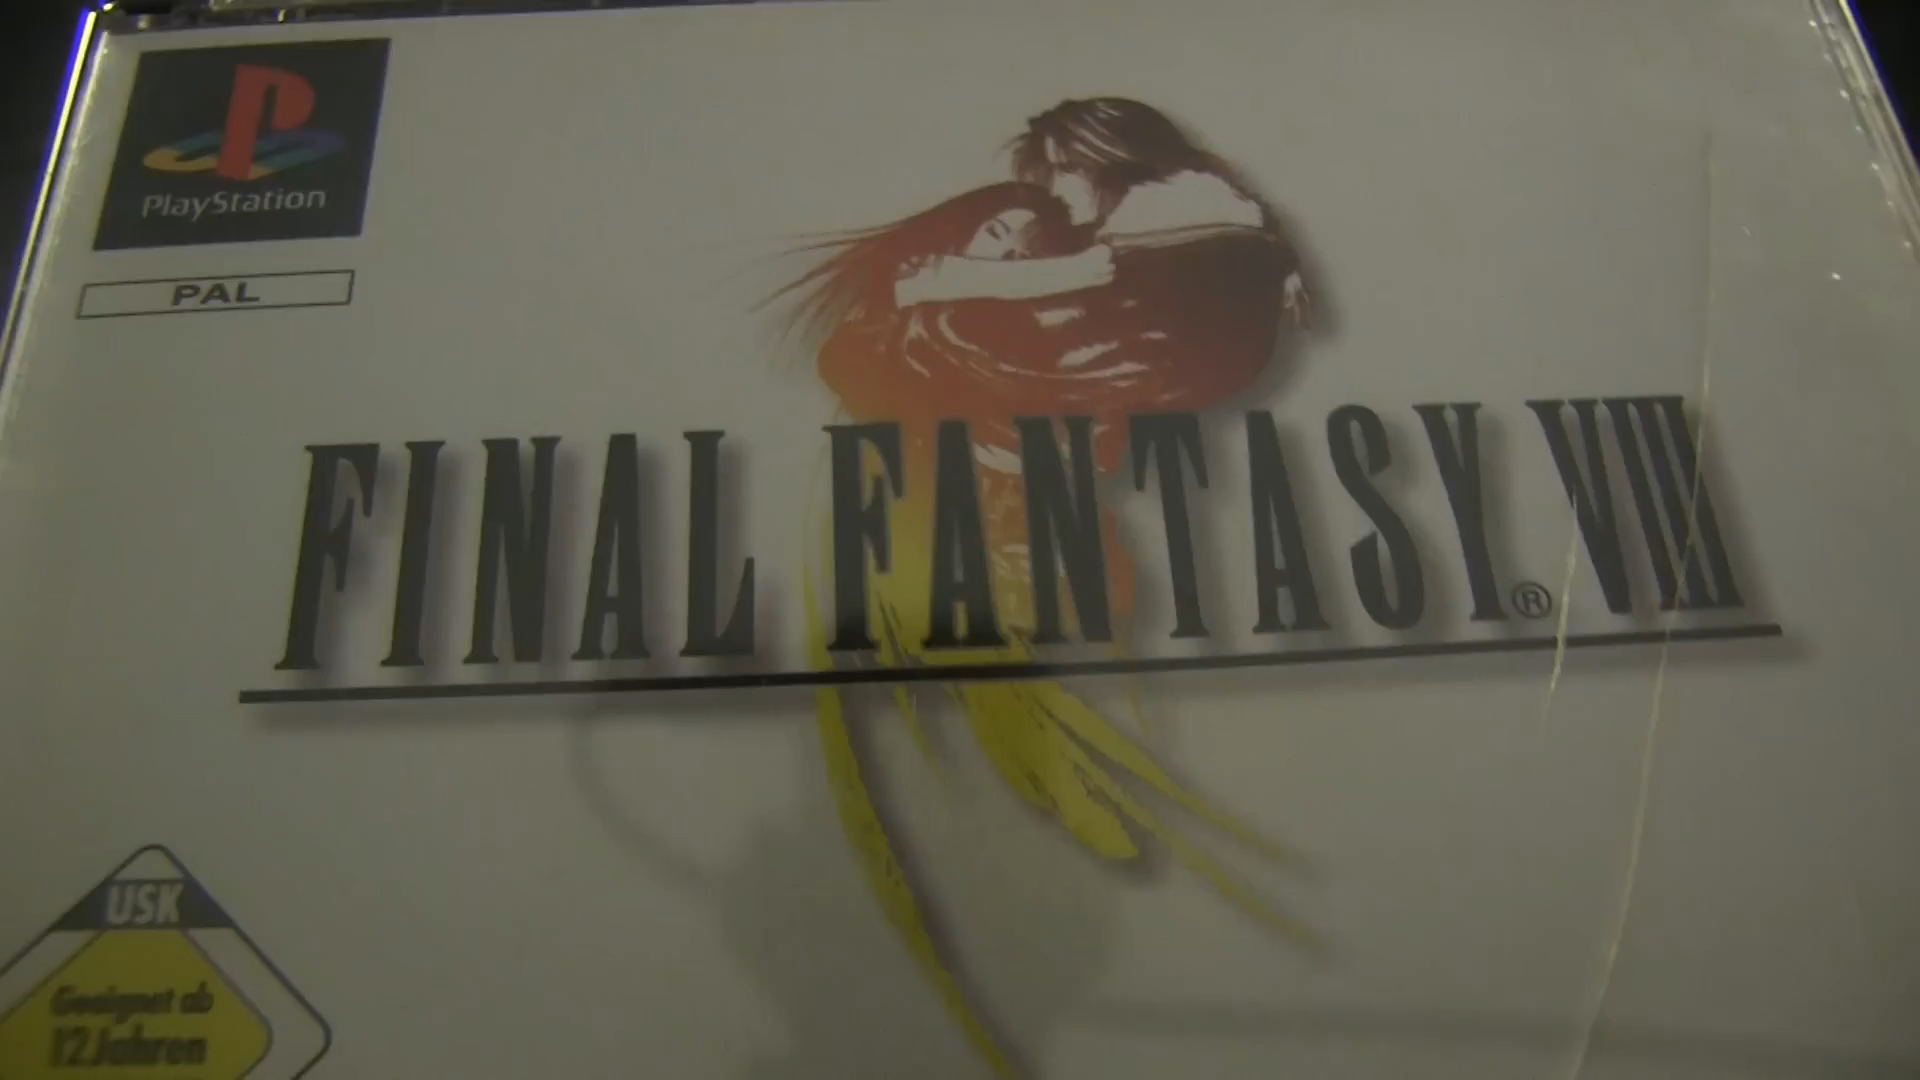 PlayStation
PAL
FINAL FANTASY® VIII
USK
Geeignet ab
12 Jahren